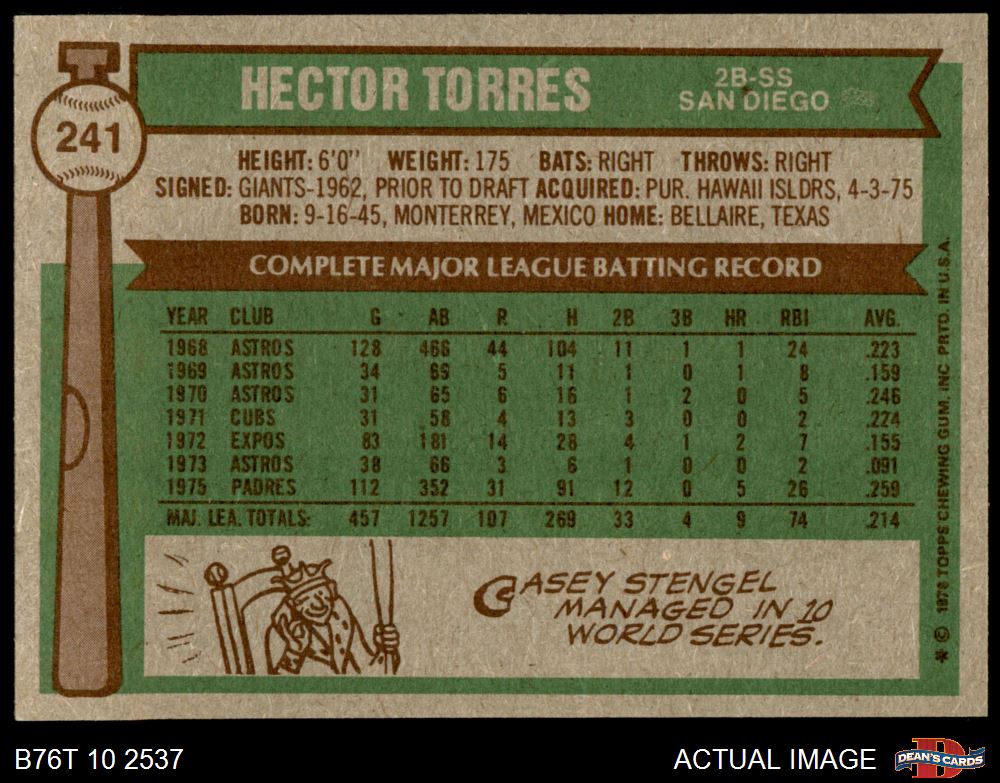 HECTOR TORRES
2B-SS
SAN DIEGO
241
HEIGHT: 6'0" WEIGHT: 175 BATS: RIGHT THROWS: RIGHT
SIGNED: GIANTS-1962, PRIOR TO DRAFT ACQUIRED: PUR. HAWAII ISLDRS, 4-3-75
BORN: 9-16-45, MONTERREY, MEXICO HOME: BELLAIRE, TEXAS
COMPLETE MAJOR LEAGUE BATTING RECORD
YEAR CLUB G AB R H 2B 3B HR RBI AVG.
1968 ASTROS 128 466 44 104 11 1 1 24 .223
1969 ASTROS 34 69 5 11 1 0 1 8 .159
1970 ASTROS 31 65 6 16 1 2 0 5 .246
1971 CUBS 31 58 4 13 3 0 0 2 .224
1972 EXPOS 83 181 14 28 4 1 2 7 .155
1973 ASTROS 38 66 3 6 1 0 0 2 .091
1975 PADRES 112 352 31 91 12 0 5 26 .259
MAJ. LEA. TOTALS: 457 1257 107 269 33 4 9 74 .214
CASEY STENGEL
MANAGED IN 10
WORLD SERIES.
* © 1976 TOPPS CHEWING GUM, INC PRTD. IN U.S.A.
B76T 10 2537
ACTUAL IMAGE
DEAN'S CARDS